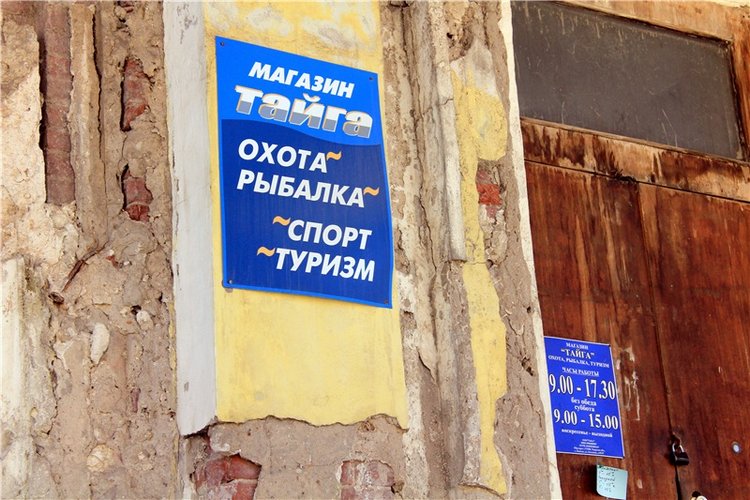 МАГАЗИН
Тайга
ОХОТА~
РЫБАЛКА~
~СПОРТ
~ТУРИЗМ
МАГАЗИН
"ТАЙГА"
ОХОТА, РЫБАЛКА, ТУРИЗМ
ЧАСЫ РАБОТЫ
9.00 - 17.30
без обеда
суббота
9.00 - 15.00
воскресенье - выходной